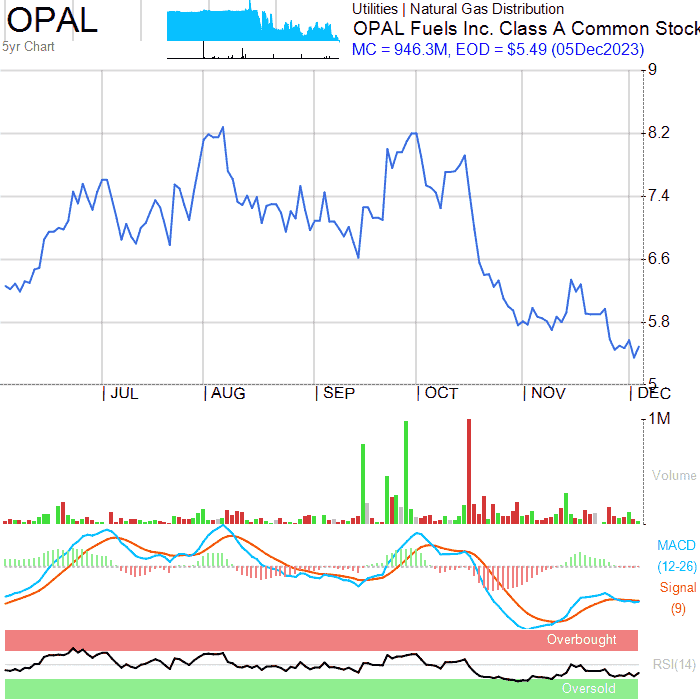 OPAL
5yr Chart
Utilities | Natural Gas Distribution
OPAL Fuels Inc. Class A Common Stock
MC = 946.3M, EOD = $5.49 (05Dec2023)
9
8.2
7.4
6.6
5.8
5
JUL AUG SEP OCT NOV DEC
1M
Volume
MACD
(12-26)
Signal
(9)
Overbought
RSI(14)
Oversold